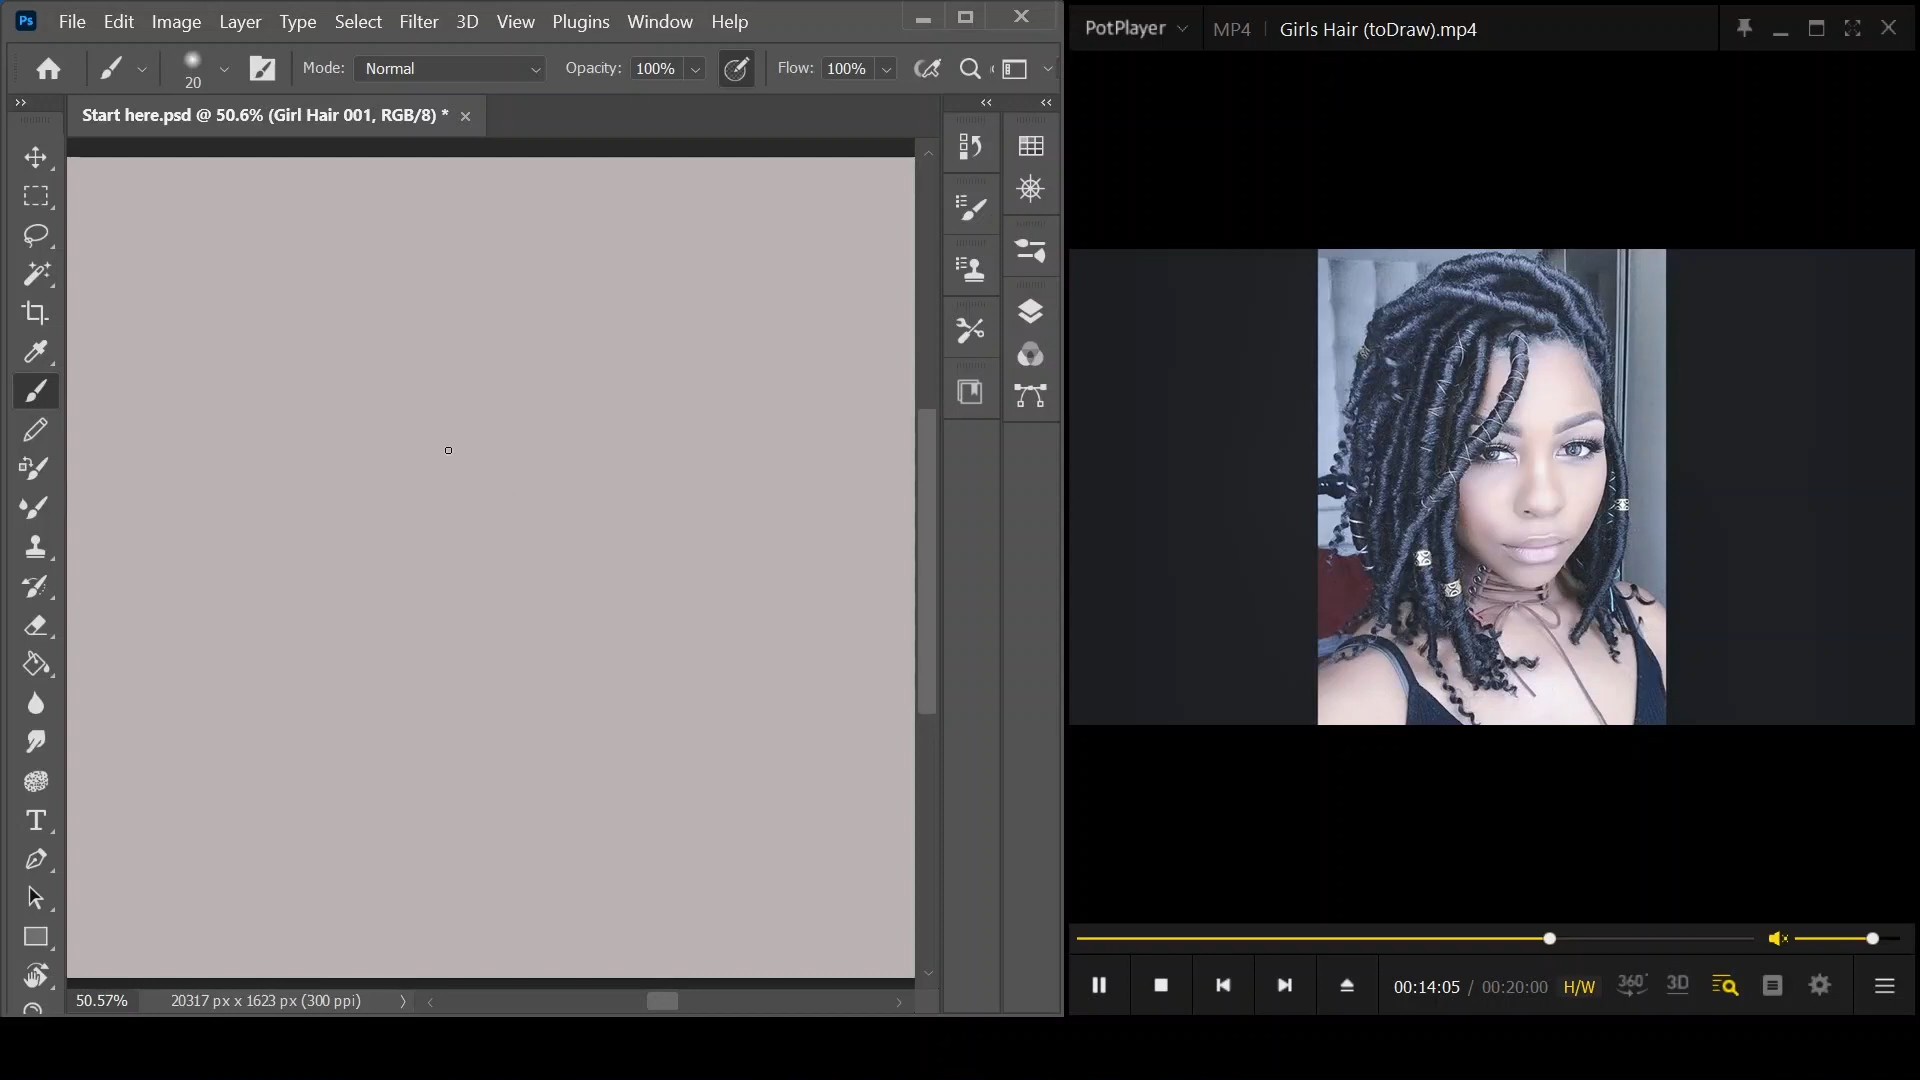 Ps File Edit Image Layer Type Select Filter 3D View Plugins Window Help
20 Mode: Normal Opacity: 100% Flow: 100%
Start here.psd @ 50.6% (Girl Hair 001, RGB/8) *
50.57% 20317 px x 1623 px (300 ppi)
PotPlayer MP4 Girls Hair (toDraw).mp4
00:14:05 / 00:20:00 H/W 360° 3D